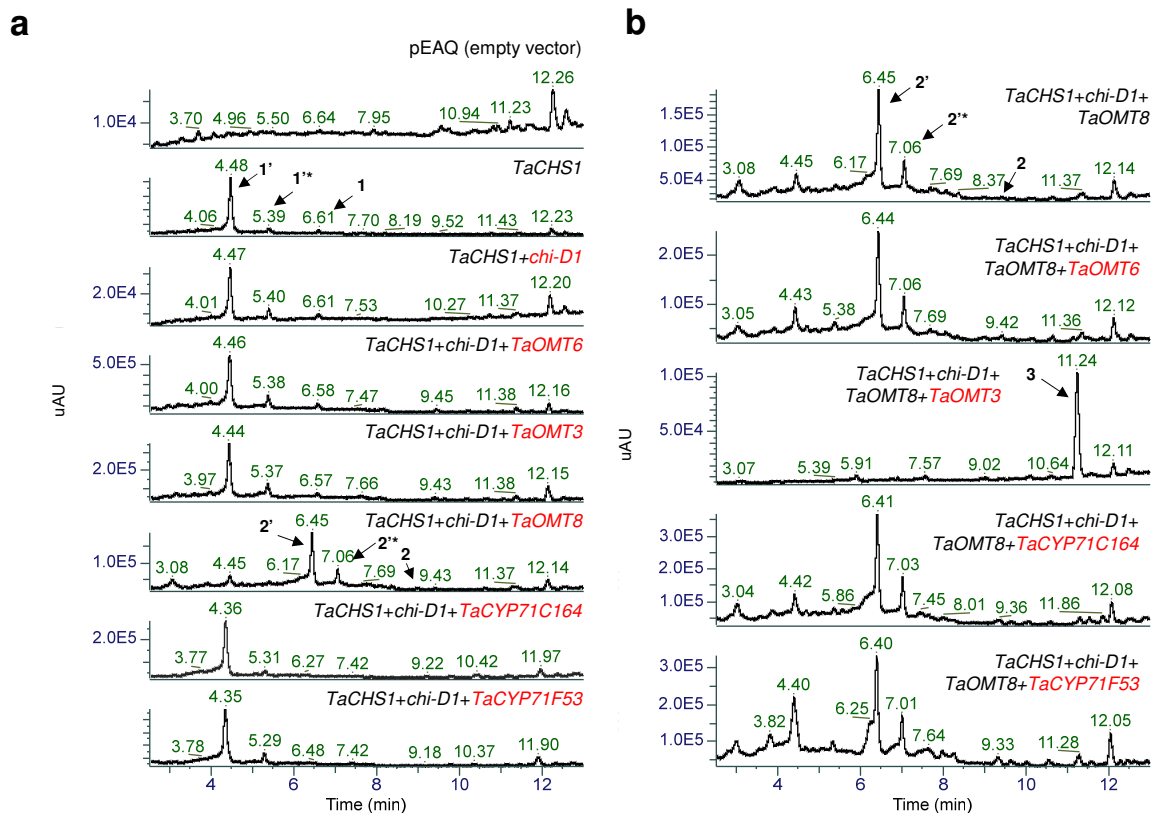 a
pEAQ (empty vector)
12.26
3.70 4.96 5.50 6.64 7.95 10.94 11.23
1.0E4
TaCHS1
4.48
1'
1'*
1
4.06 5.39 6.61 7.70 8.19 9.52 11.43 12.23
TaCHS1+chi-D1
4.47
2.0E4
4.01 5.40 6.61 7.53 10.27 11.37 12.20
TaCHS1+chi-D1+TaOMT6
4.46
5.0E5
4.00 5.38 6.58 7.47 9.45 11.38 12.16
TaCHS1+chi-D1+TaOMT3
4.44
2.0E5
3.97 5.37 6.57 7.66 9.43 11.38 12.15
TaCHS1+chi-D1+TaOMT8
6.45
2'
2'*
2
1.0E5
3.08 4.45 6.17 7.06 7.69 9.43 11.37 12.14
TaCHS1+chi-D1+TaCYP71C164
4.36
2.0E5
3.77 5.31 6.27 7.42 9.22 10.42 11.97
TaCHS1+chi-D1+TaCYP71F53
4.35
3.78 5.29 6.48 7.42 9.18 10.37 11.90
uAU
4 6 8 10 12
Time (min)
b
TaCHS1+chi-D1+
TaOMT8
6.45
2'
2'*
2
1.5E5
1.0E5
5.0E4
3.08 4.45 6.17 7.06 7.69 8.37 11.37 12.14
TaCHS1+chi-D1+
TaOMT8+TaOMT6
6.44
2.0E5
1.0E5
3.05 4.43 5.38 7.06 7.69 9.42 11.36 12.12
TaCHS1+chi-D1+
TaOMT8+TaOMT3
3
11.24
1.0E5
5.0E4
3.07 5.39 5.91 7.57 9.02 10.64 12.11
TaCHS1+chi-D1+
TaOMT8+TaCYP71C164
6.41
3.0E5
2.0E5
1.0E5
3.04 4.42 5.86 7.03 7.45 8.01 9.36 11.86 12.08
TaCHS1+chi-D1+
TaOMT8+TaCYP71F53
6.40
3.0E5
2.0E5
1.0E5
3.82 4.40 6.25 7.01 7.64 9.33 11.28 12.05
uAU
4 6 8 10 12
Time (min)